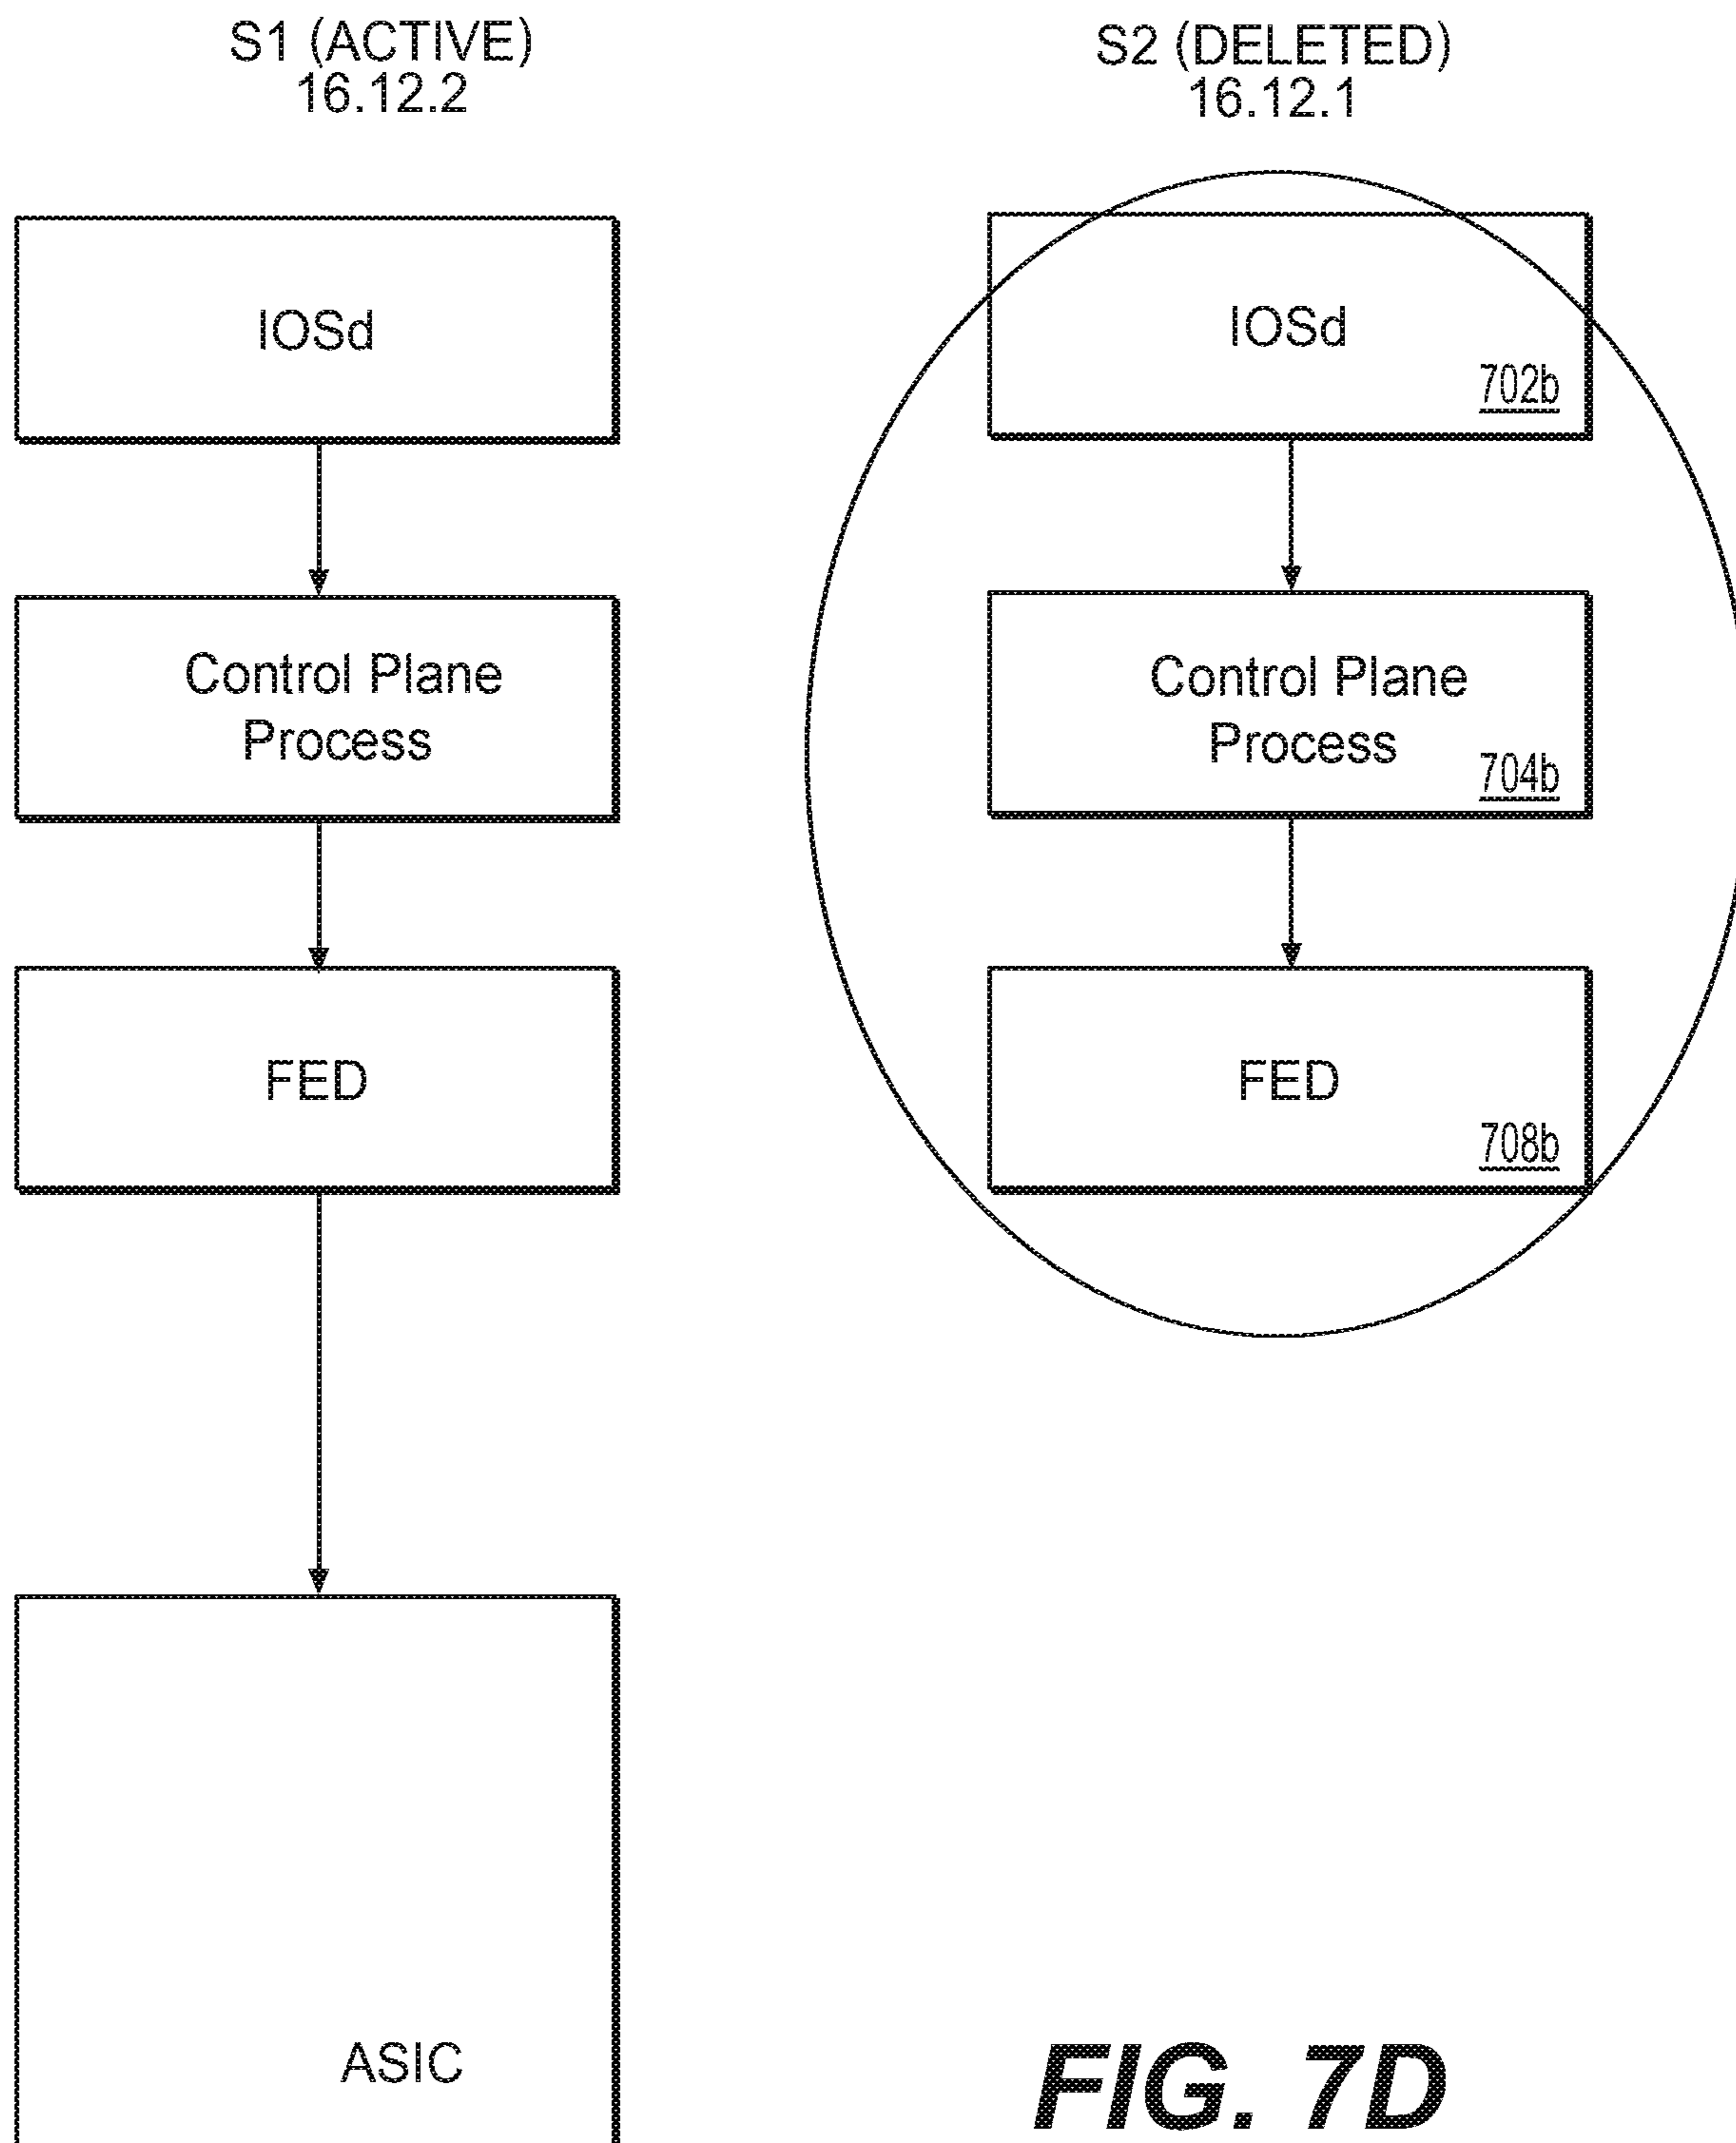 S1 (ACTIVE)
16.12.2
IOSd
Control Plane
Process
FED
ASIC
S2 (DELETED)
16.12.1
IOSd
702b
Control Plane
Process
704b
FED
708b
FIG. 7D